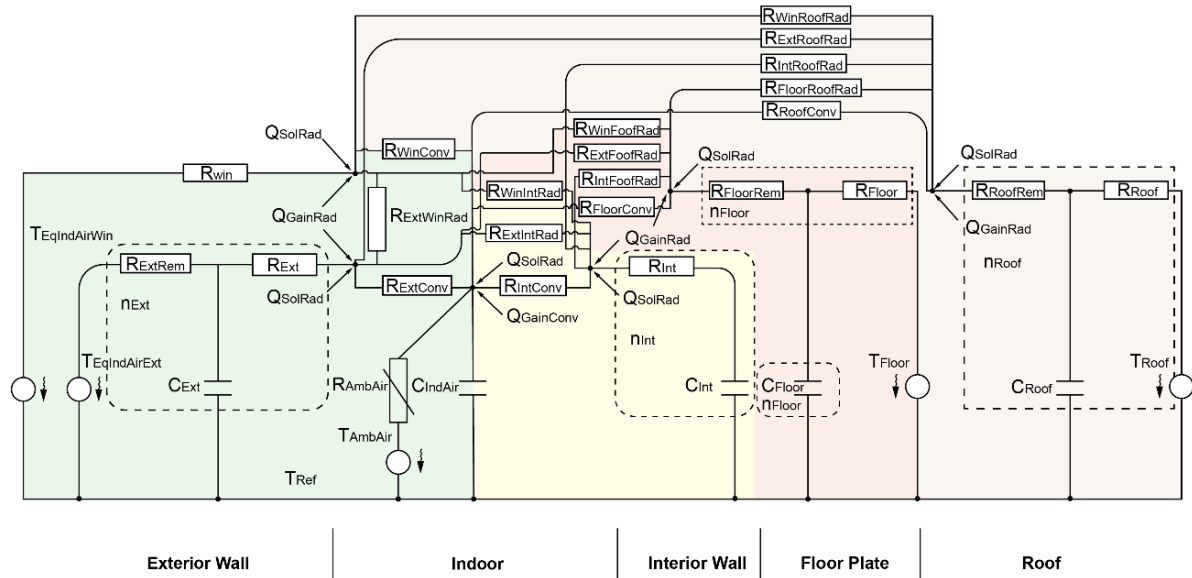 RWinRoofRad
RExtRoofRad
RIntRoofRad
RFloorRoofRad
RRoofConv
QSolRad
RWinConv
RWinFoofRad
RExtFoofRad
QSolRad
QSolRad
Rwin
RIntFoofRad
RWinIntRad
RFloorRem
RFloor
RRoofRem
RRoof
QGainRad
RExtWinRad
RFloorConv
nFloor
QGainRad
TEqIndAirWin
RExtIntRad
QGainRad
RExtRem
RExt
QSolRad
RInt
nRoof
QSolRad
RExtConv
RIntConv
QSolRad
nExt
QGainConv
nInt
TEqIndAirExt
TFloor
TRoof
CExt
RAmbAir
CIndAir
CInt
CFloor
nFloor
CRoof
TAmbAir
TRef
Exterior Wall
Indoor
Interior Wall
Floor Plate
Roof